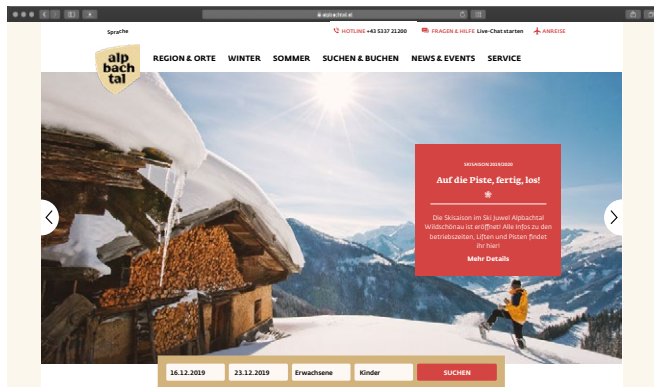 alpbachtal.at
Sprache
HOTLINE +43 5337 21200
FRAGEN & HILFE Live-Chat starten
ANREISE
alp
bach
tal
REGION & ORTE WINTER SOMMER SUCHEN & BUCHEN NEWS & EVENTS SERVICE
SKISAISON 2019/2020
Auf die Piste, fertig, los!
Die Skisaison im Ski Juwel Alpbachtal
Wildschönau ist eröffnet! Alle Infos zu den
betriebszeiten, Liften und Pisten findet
ihr hier!
Mehr Details
16.12.2019 23.12.2019 Erwachsene Kinder SUCHEN